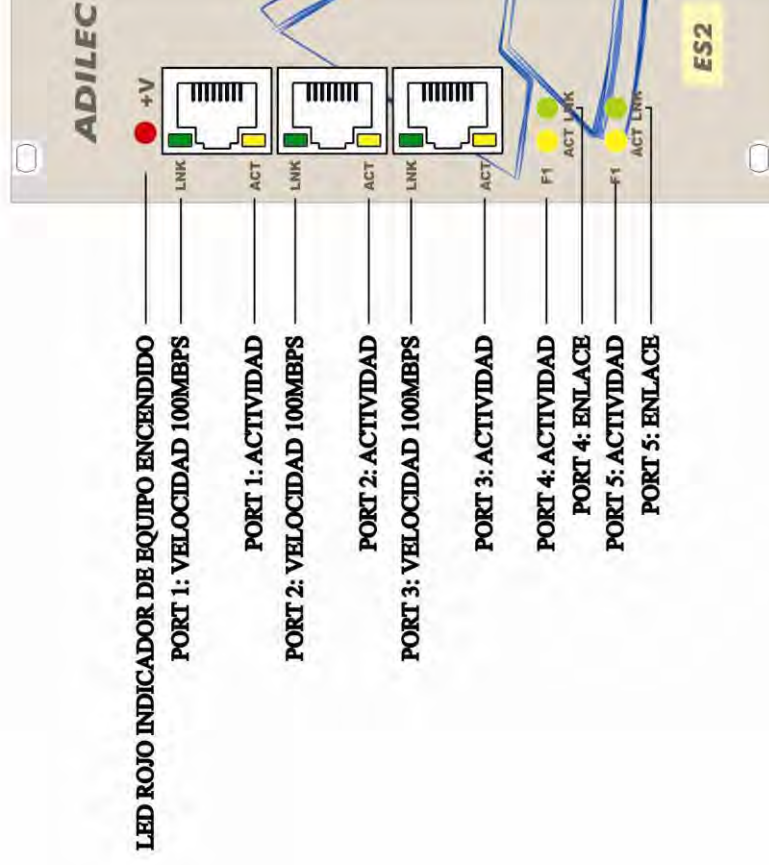 ADILEC
+V
LNK
ACT
LNK
ACT
LNK
ACT
F1
ACT LNK
F1
ACT LNK
ES2
LED ROJO INDICADOR DE EQUIPO ENCENDIDO
PORT 1: VELOCIDAD 100MBPS
PORT 1: ACTIVIDAD
PORT 2: VELOCIDAD 100MBPS
PORT 2: ACTIVIDAD
PORT 3: VELOCIDAD 100MBPS
PORT 3: ACTIVIDAD
PORT 4: ACTIVIDAD
PORT 4: ENLACE
PORT 5: ACTIVIDAD
PORT 5: ENLACE